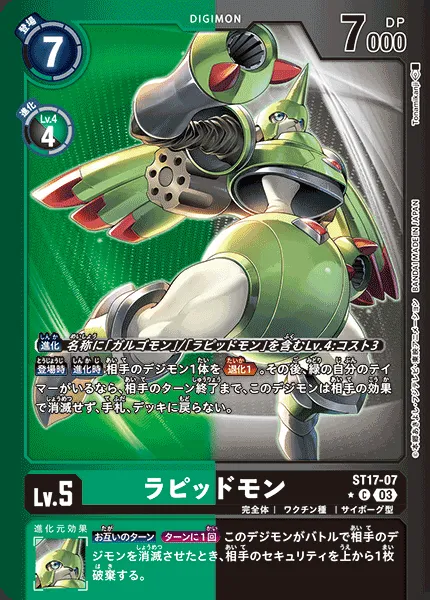 DIGIMON
登場
7
DP
7000
進化
Lv.4
4
Tonamikanji
BANDAI MADE IN JAPAN
進化 名称に「ガルゴモン」/「ラピッドモン」を含むLv.4:コスト3
登場時 進化時 相手のデジモン1体を 退化1 。その後、緑の自分のテイ
マーがいるなら、相手のターン終了まで、このデジモンは相手の効果
で消滅せず、手札、デッキに戻らない。
ST17-07
Lv.5
ラピッドモン
C 03
完全体 | ワクチン種 | サイボーグ型
進化元効果
お互いのターン ターンに1回 このデジモンがバトルで相手のデ
ジモンを消滅させたとき、相手のセキュリティを上から1枚
破棄する。